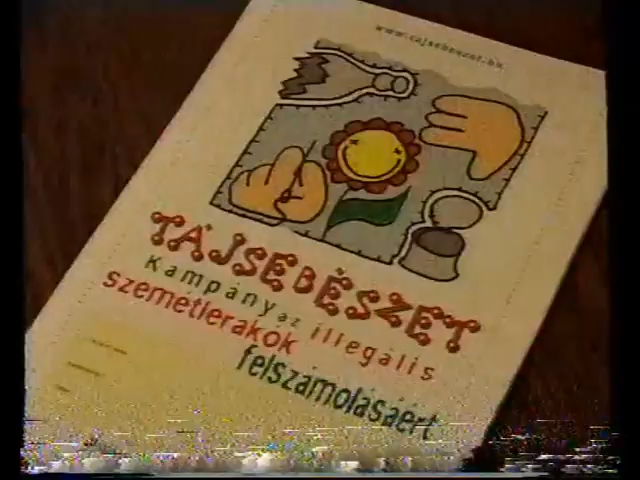 www.tajsebeszet.hu
TÁJSEBÉSZET
Kampány az illegális
szemétlerakók
felszámolásáért